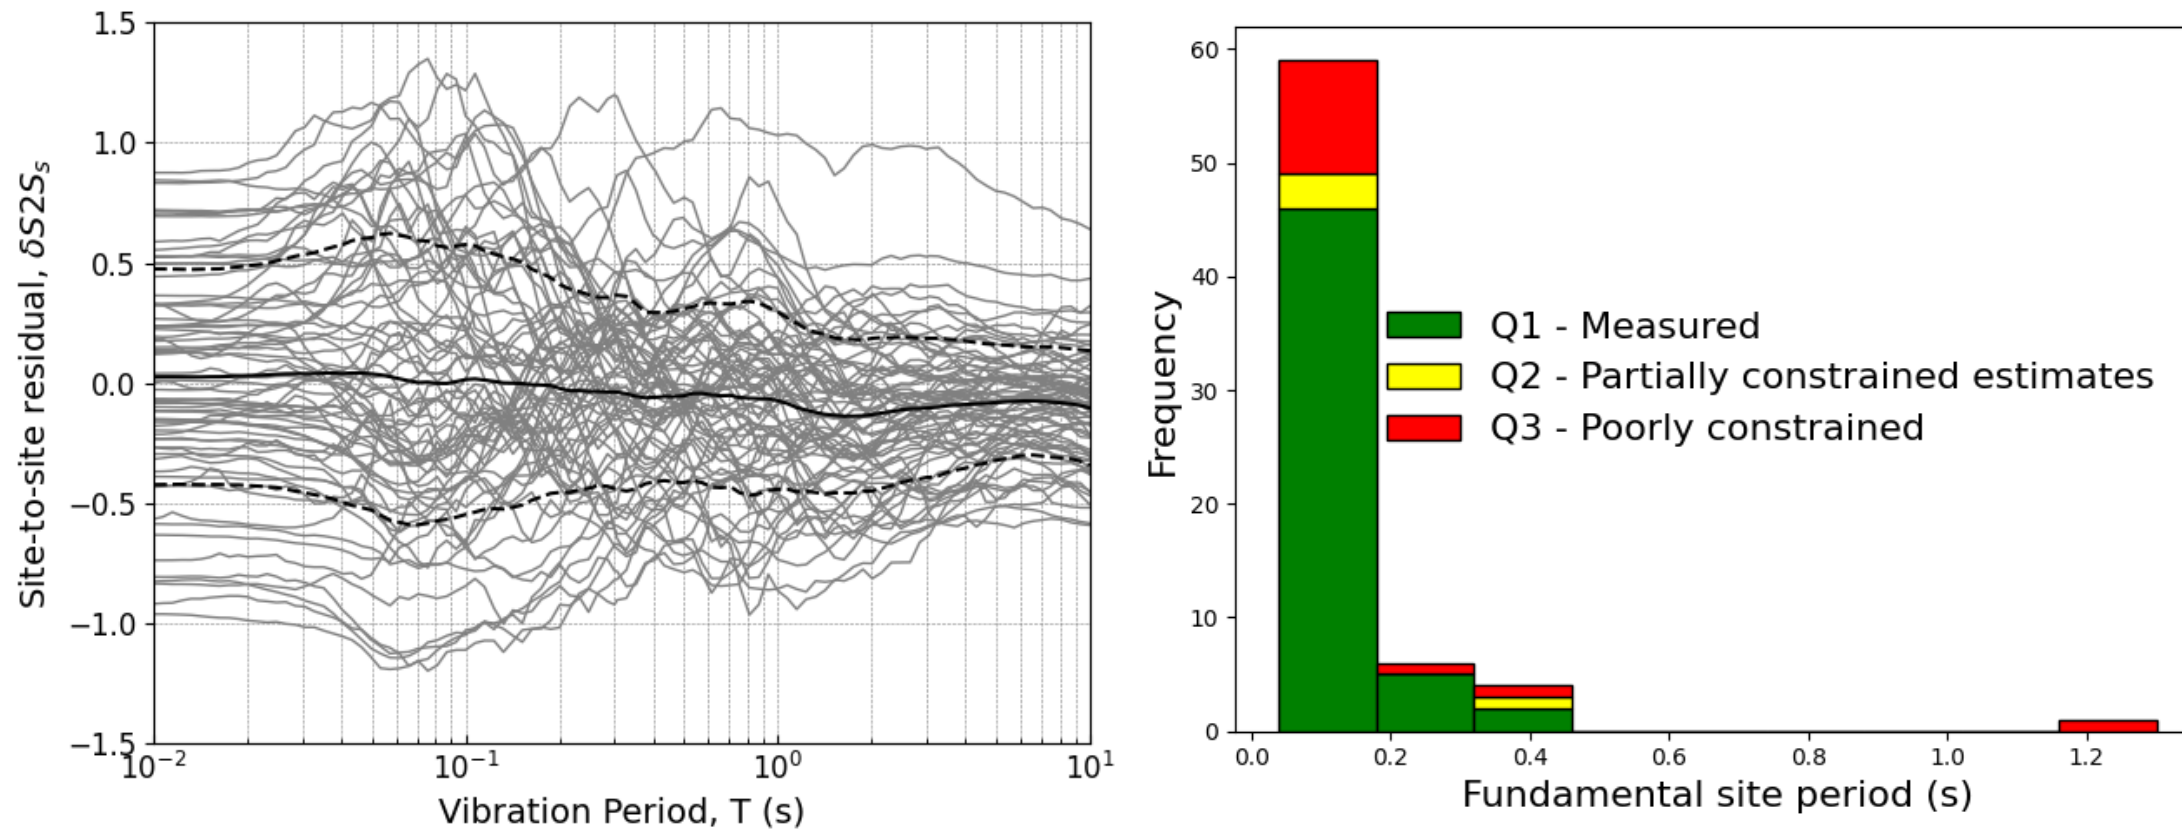 1.5
1.0
0.5
0.0
−0.5
−1.0
−1.5
Site-to-site residual, δS2Sₛ
10⁻² 10⁻¹ 10⁰ 10¹
Vibration Period, T (s)
60
50
40
30
20
10
0
Frequency
Q1 - Measured
Q2 - Partially constrained estimates
Q3 - Poorly constrained
0.0 0.2 0.4 0.6 0.8 1.0 1.2
Fundamental site period (s)